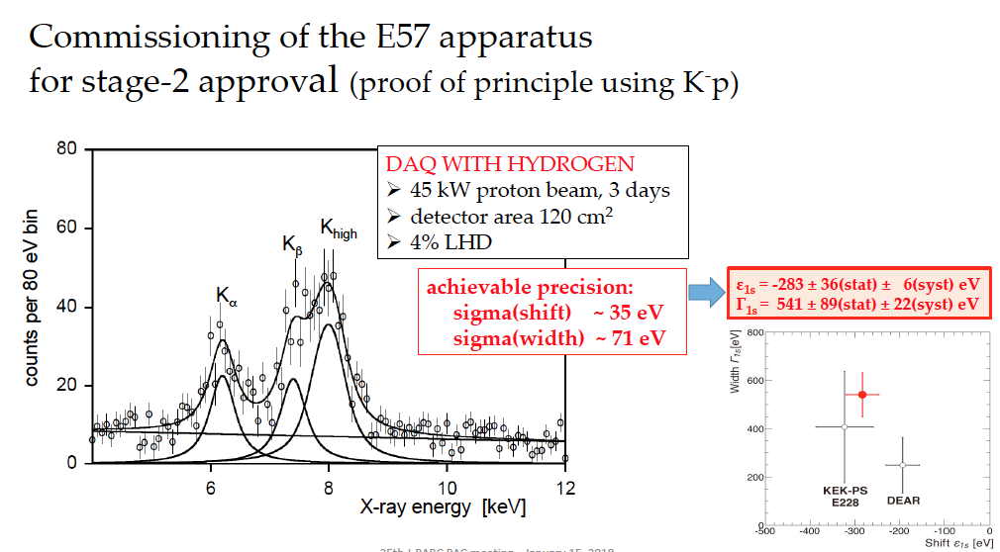 Commissioning of the E57 apparatus
for stage-2 approval (proof of principle using K-p)
DAQ WITH HYDROGEN
➢ 45 kW proton beam, 3 days
➢ detector area 120 cm²
➢ 4% LHD
achievable precision:
sigma(shift) ~ 35 eV
sigma(width) ~ 71 eV
ε1s = -283 ± 36(stat) ± 6(syst) eV
Γ1s = 541 ± 89(stat) ± 22(syst) eV
80
60
40
20
0
counts per 80 eV bin
Kα
Kβ
Khigh
6
8
10
12
X-ray energy [keV]
Width Γ1s[eV]
800
600
400
200
0
KEK-PS
E228
DEAR
-500
-400
-300
-200
-100
0
Shift ε1s [eV]